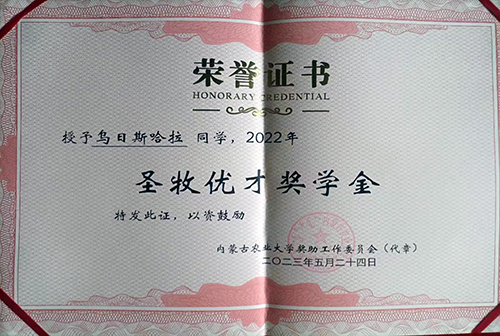 荣誉证书
HONORARY CREDENTIAL
授予乌日斯哈拉 同学，2022年
圣牧优才奖学金
特发此证，以资鼓励
内蒙古农业大学奖助工作委员会（代章）
二〇二三年五月二十四日